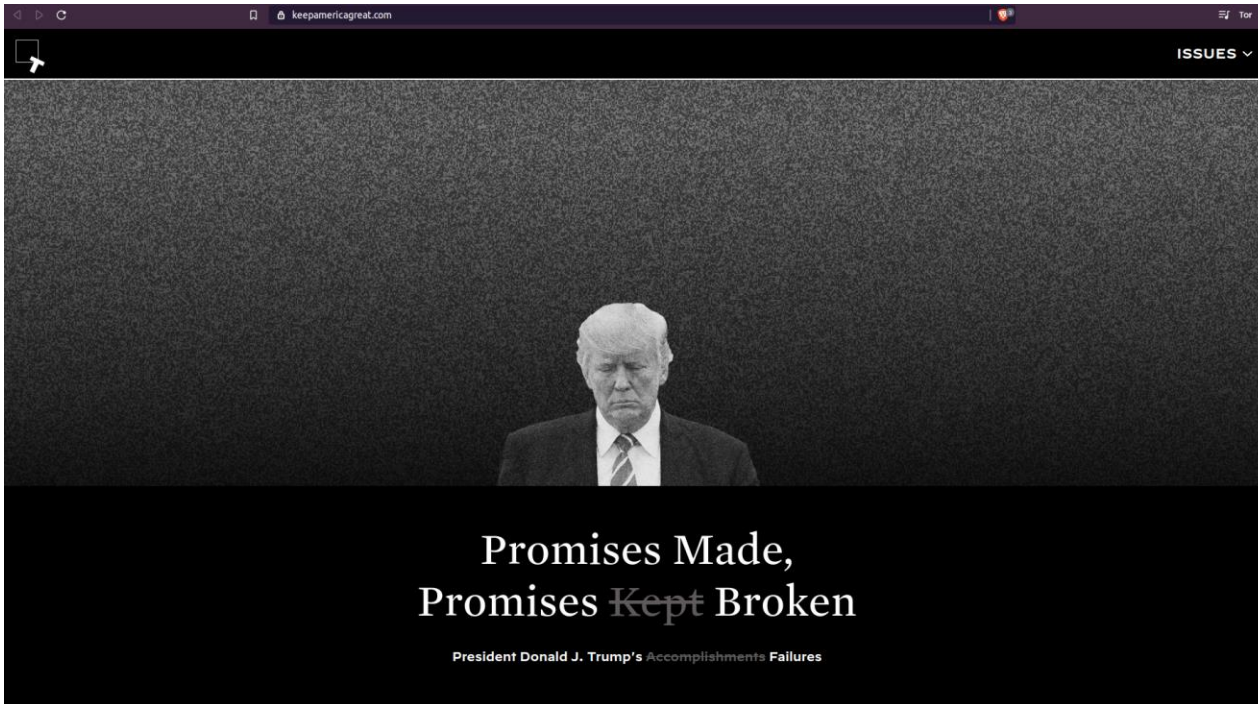 keepamericagreat.com
Tor
ISSUES
Promises Made,
Promises Kept Broken
President Donald J. Trump's Accomplishments Failures